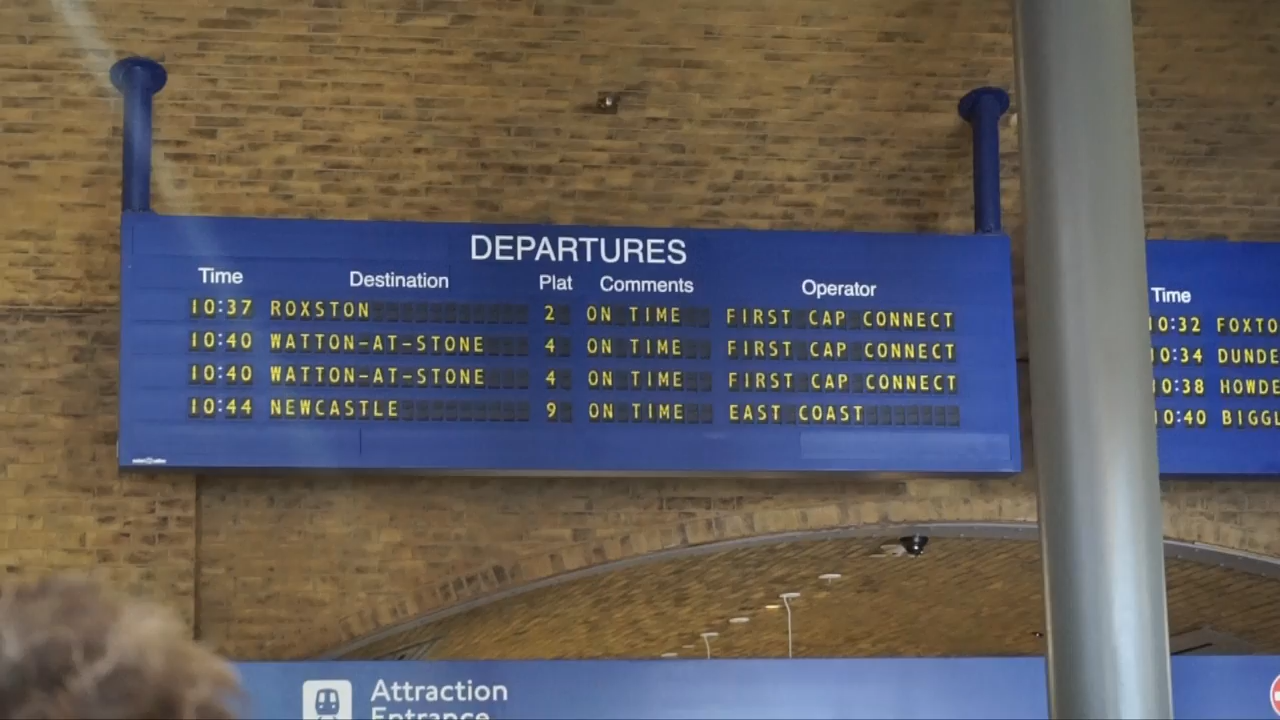 DEPARTURES
Time Destination Plat Comments Operator
10:37 ROXSTON 2 ON TIME FIRST CAP CONNECT
10:40 WATTON-AT-STONE 4 ON TIME FIRST CAP CONNECT
10:40 WATTON-AT-STONE 4 ON TIME FIRST CAP CONNECT
10:44 NEWCASTLE 9 ON TIME EAST COAST
Time
10:32 FOXTO
10:34 DUNDE
10:38 HOWDE
10:40 BIGGL
Attraction
Entrance